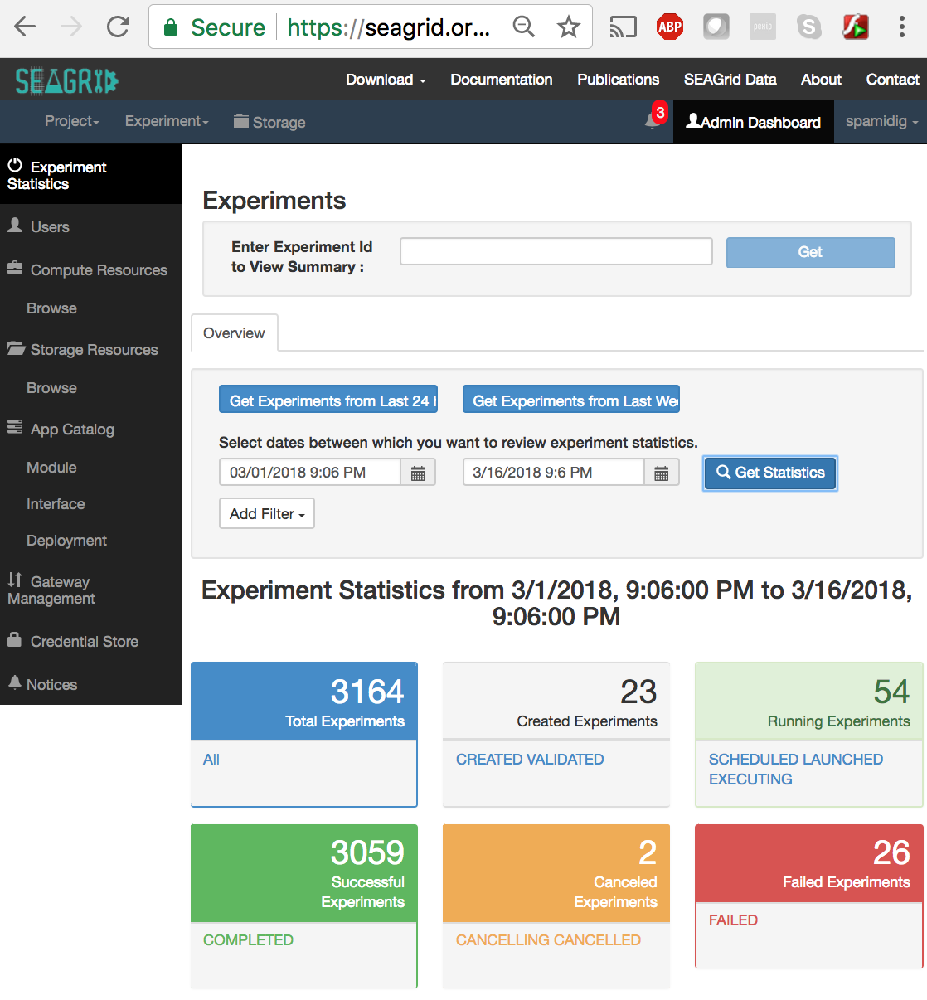 Secure https://seagrid.or...
ABP
pexip
S
SEAGRID
Download Documentation Publications SEAGrid Data About Contact
Project Experiment Storage 3 Admin Dashboard spamidig
Experiment
Statistics
Users
Compute Resources
Browse
Storage Resources
Browse
App Catalog
Module
Interface
Deployment
Gateway
Management
Credential Store
Notices
Experiments
Enter Experiment Id
to View Summary :
Get
Overview
Get Experiments from Last 24 Get Experiments from Last
Select dates between which you want to review experiment statistics.
03/01/2018 9:06 PM 3/16/2018 9:6 PM Get Statistics
Add Filter
Experiment Statistics from 3/1/2018, 9:06:00 PM to 3/16/2018,
9:06:00 PM
3164
Total Experiments
All
23
Created Experiments
CREATED VALIDATED
54
Running Experiments
SCHEDULED LAUNCHED
EXECUTING
3059
Successful
Experiments
COMPLETED
2
Canceled
Experiments
CANCELLING CANCELLED
26
Failed Experiments
FAILED